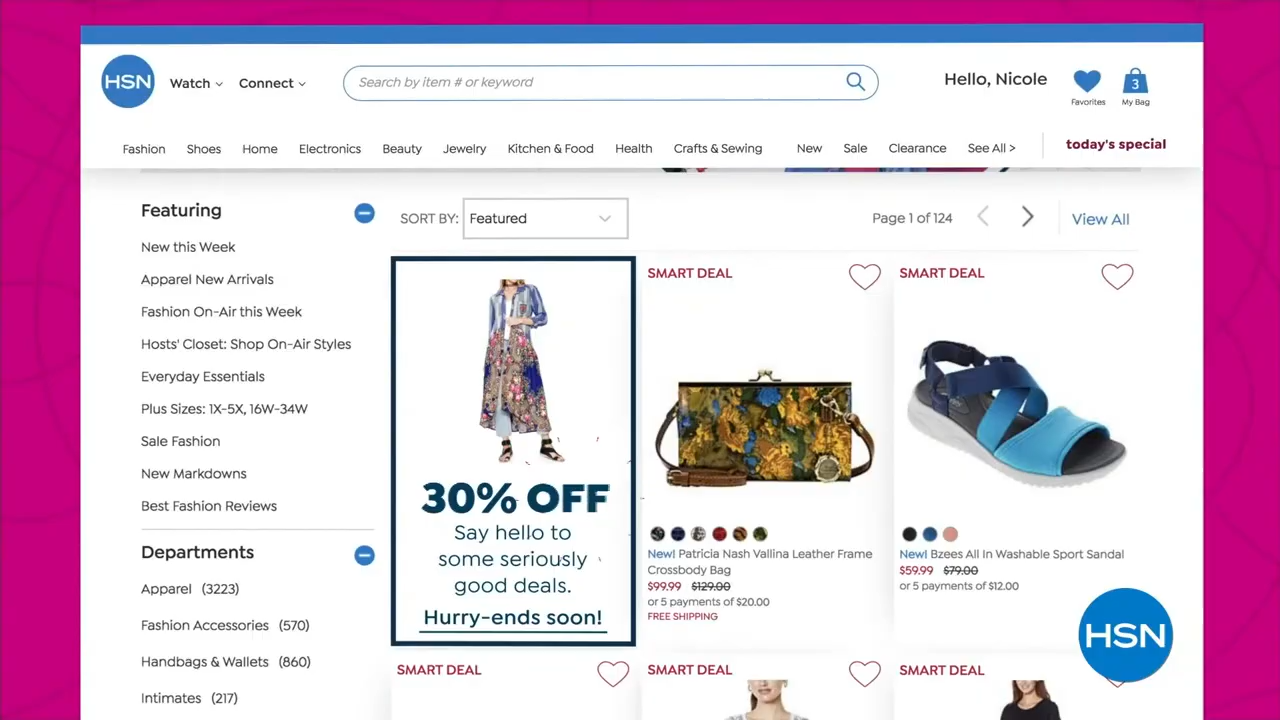 HSN
Watch
Connect
Search by item # or keyword
Hello, Nicole
Favorites
3
My Bag
Fashion
Shoes
Home
Electronics
Beauty
Jewelry
Kitchen & Food
Health
Crafts & Sewing
New
Sale
Clearance
See All >
today's special
Featuring
New this Week
Apparel New Arrivals
Fashion On-Air this Week
Hosts' Closet: Shop On-Air Styles
Everyday Essentials
Plus Sizes: 1X-5X, 16W-34W
Sale Fashion
New Markdowns
Best Fashion Reviews
Departments
Apparel (3223)
Fashion Accessories (570)
Handbags & Wallets (860)
Intimates (217)
SORT BY: Featured
Page 1 of 124
View All
30% OFF
Say hello to
some seriously
good deals.
Hurry-ends soon!
SMART DEAL
New! Patricia Nash Vallina Leather Frame
Crossbody Bag
$99.99 $129.00
or 5 payments of $20.00
FREE SHIPPING
SMART DEAL
New! Bzees All In Washable Sport Sandal
$59.99 $79.00
or 5 payments of $12.00
SMART DEAL
SMART DEAL
SMART DEAL
HSN